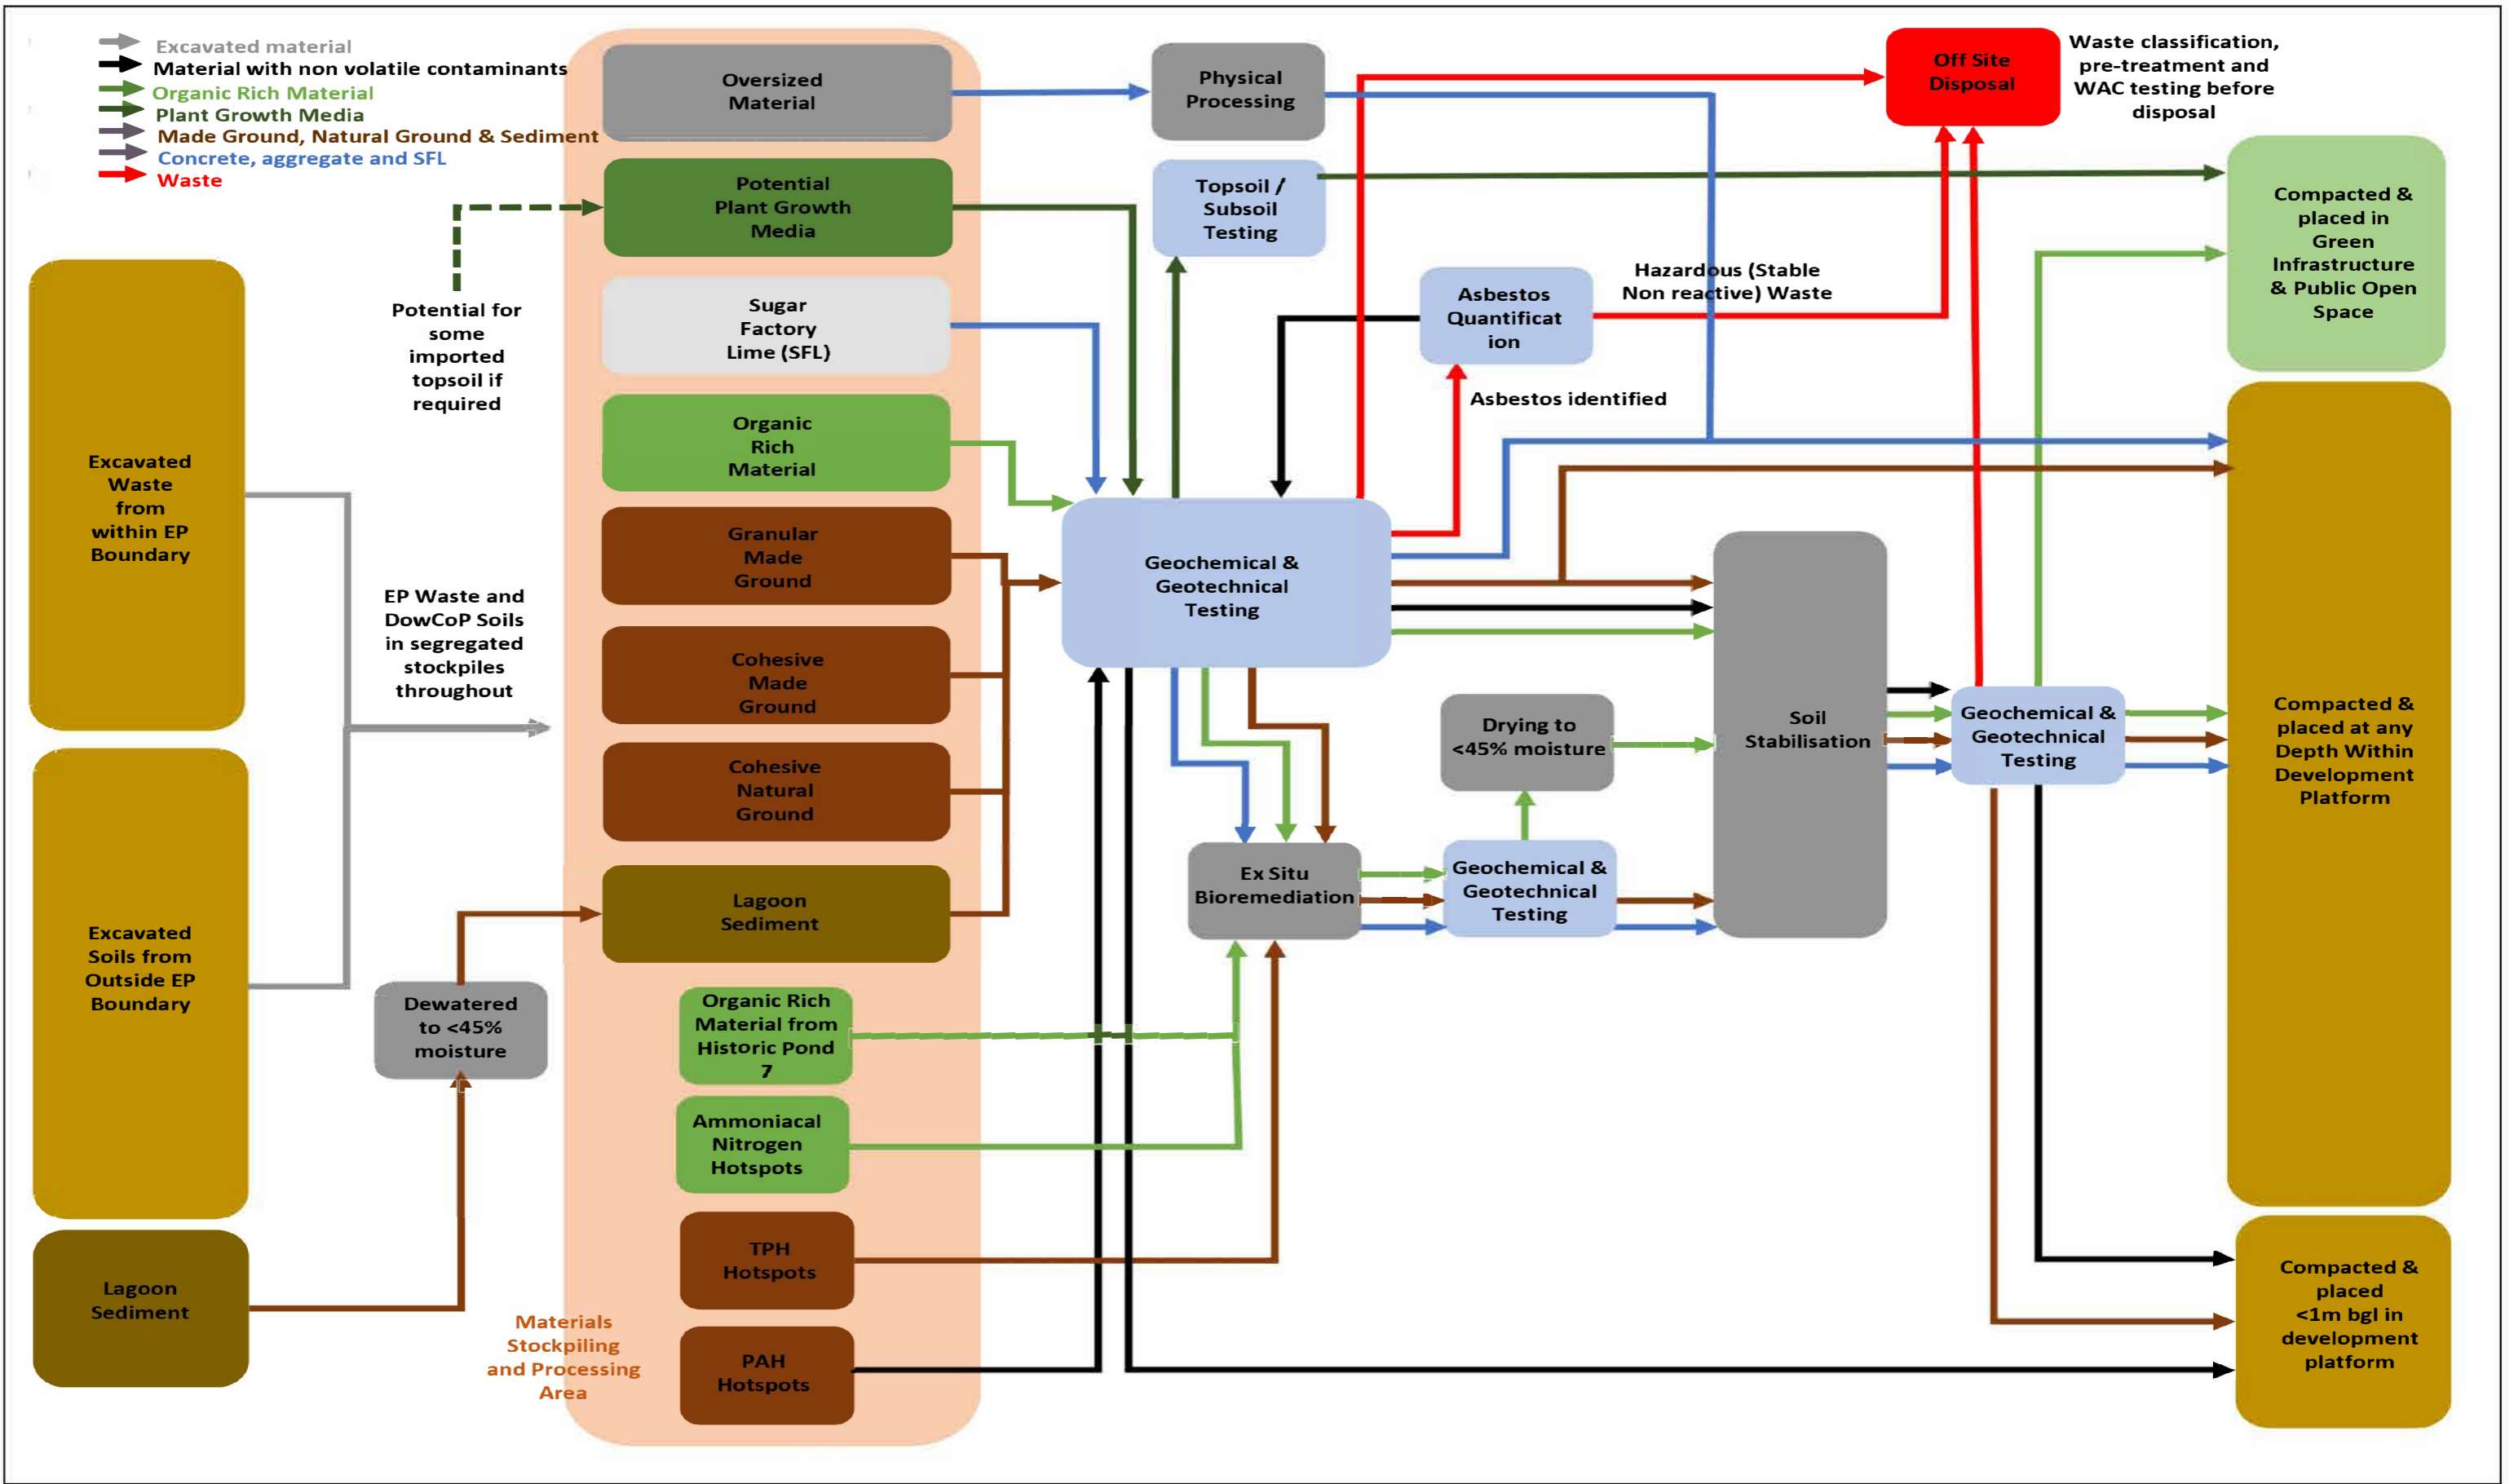 Excavated material
Material with non volatile contaminants
Organic Rich Material
Plant Growth Media
Made Ground, Natural Ground & Sediment
Concrete, aggregate and SFL
Waste
Excavated
Waste
from
within EP
Boundary
Excavated
Soils from
Outside EP
Boundary
Lagoon
Sediment
Potential for
some
imported
topsoil if
required
EP Waste and
DowCoP Soils
in segregated
stockpiles
throughout
Dewatered
to <45%
moisture
Oversized
Material
Potential
Plant Growth
Media
Sugar
Factory
Lime (SFL)
Organic
Rich
Material
Granular
Made
Ground
Cohesive
Made
Ground
Cohesive
Natural
Ground
Lagoon
Sediment
Organic Rich
Material from
Historic Pond
7
Ammoniacal
Nitrogen
Hotspots
TPH
Hotspots
PAH
Hotspots
Materials
Stockpiling
and Processing
Area
Physical
Processing
Topsoil /
Subsoil
Testing
Asbestos
Quantificat
ion
Hazardous (Stable
Non reactive) Waste
Asbestos identified
Geochemical &
Geotechnical
Testing
Ex Situ
Bioremediation
Geochemical &
Geotechnical
Testing
Drying to
<45% moisture
Soil
Stabilisation
Geochemical &
Geotechnical
Testing
Off Site
Disposal
Waste classification,
pre-treatment and
WAC testing before
disposal
Compacted &
placed in
Green
Infrastructure
& Public Open
Space
Compacted &
placed at any
Depth Within
Development
Platform
Compacted &
placed
<1m bgl in
development
platform